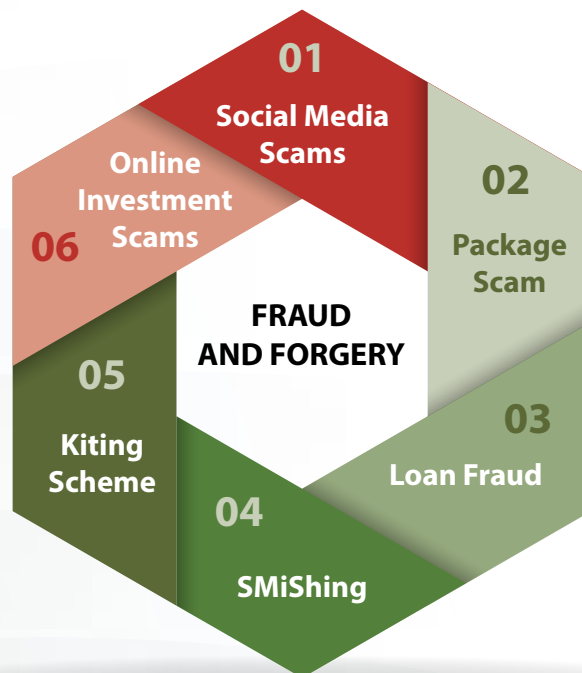 01
Social Media
Scams
02
Package
Scam
03
Loan Fraud
04
SMiShing
05
Kiting
Scheme
06
Online
Investment
Scams
FRAUD
AND FORGERY